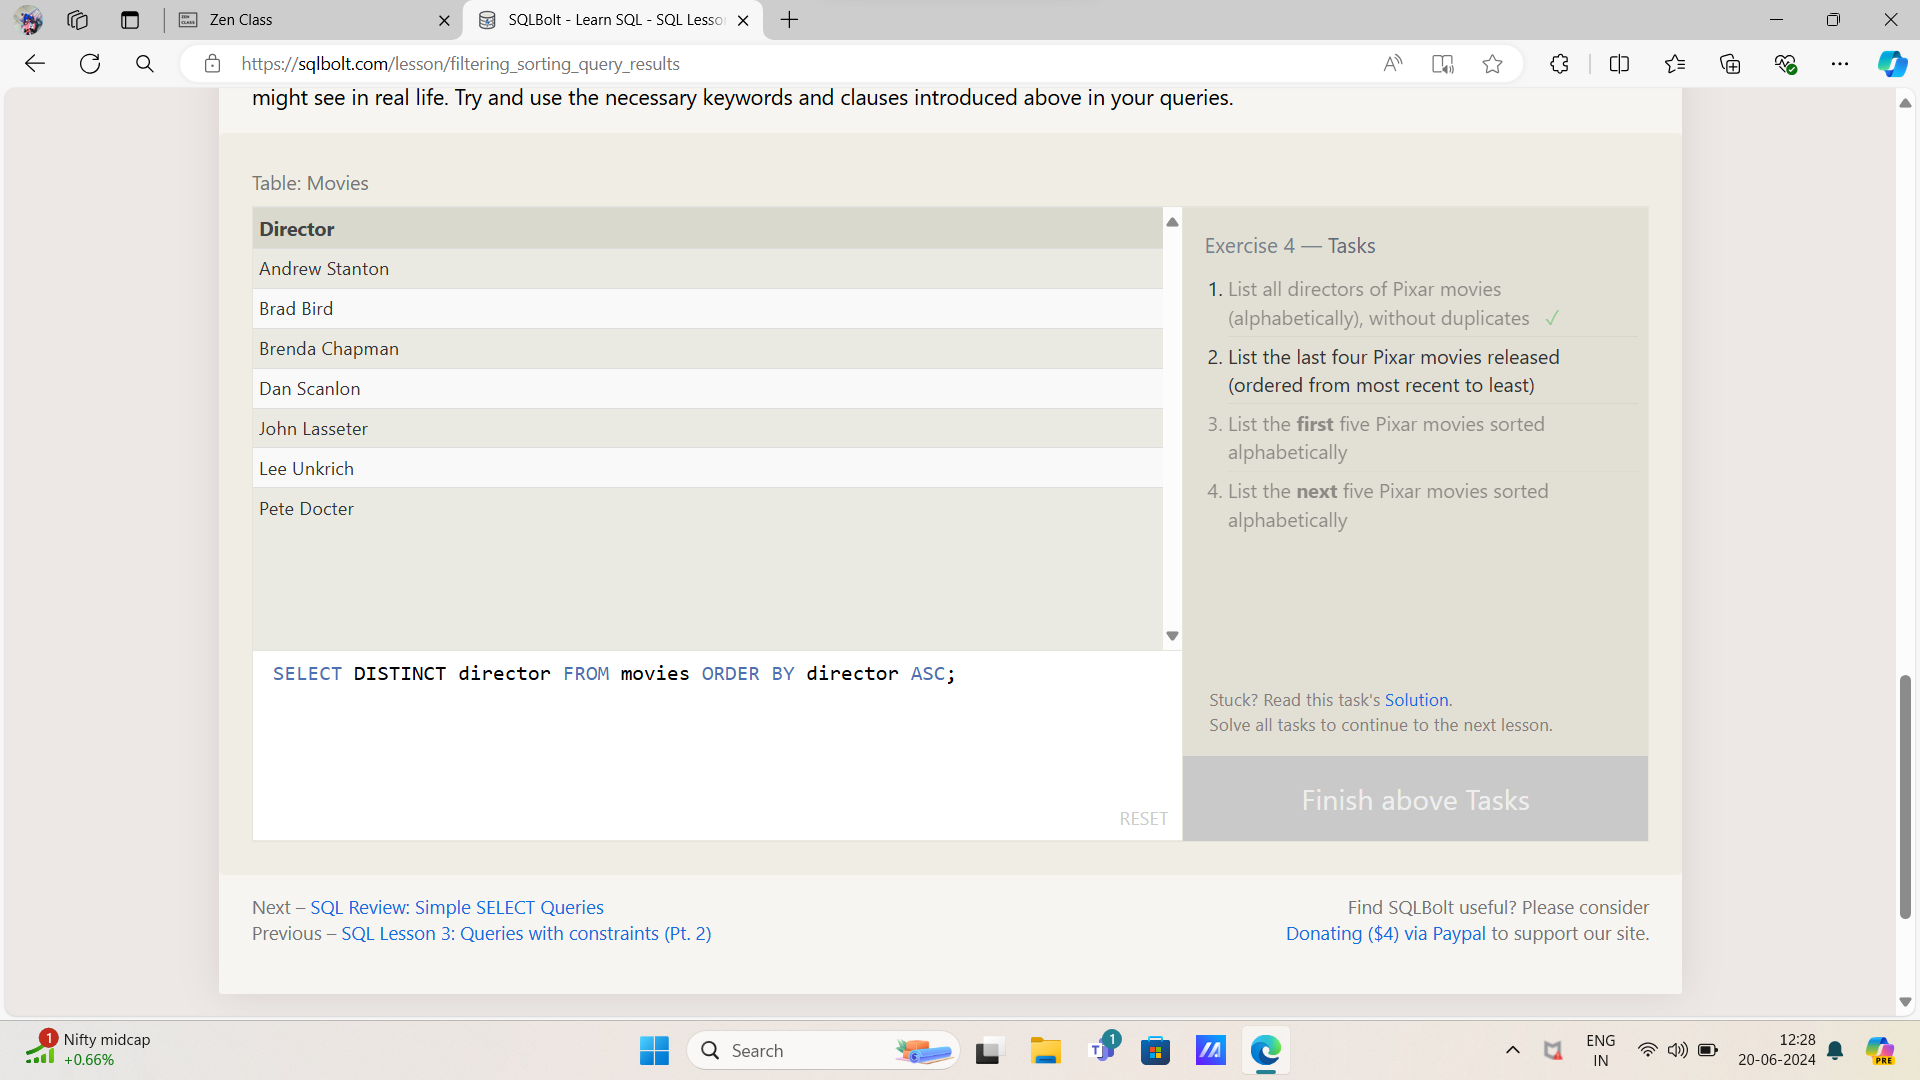 Zen Class
SQLBolt - Learn SQL - SQL Lesso
https://sqlbolt.com/lesson/filtering_sorting_query_results
might see in real life. Try and use the necessary keywords and clauses introduced above in your queries.
Table: Movies
Director
Andrew Stanton
Brad Bird
Brenda Chapman
Dan Scanlon
John Lasseter
Lee Unkrich
Pete Docter
SELECT DISTINCT director FROM movies ORDER BY director ASC;
RESET
Exercise 4 — Tasks
1. List all directors of Pixar movies
(alphabetically), without duplicates ✓
2. List the last four Pixar movies released
(ordered from most recent to least)
3. List the first five Pixar movies sorted
alphabetically
4. List the next five Pixar movies sorted
alphabetically
Stuck? Read this task's Solution.
Solve all tasks to continue to the next lesson.
Finish above Tasks
Next – SQL Review: Simple SELECT Queries
Previous – SQL Lesson 3: Queries with constraints (Pt. 2)
Find SQLBolt useful? Please consider
Donating ($4) via Paypal to support our site.
1
Nifty midcap
+0.66%
Search
1
ENG
IN
12:28
20-06-2024
PRE